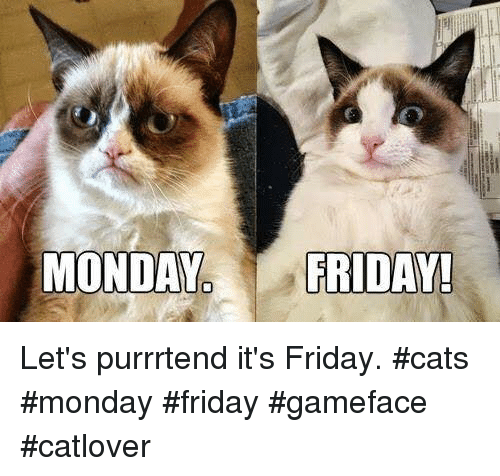 MONDAY. FRIDAY!
Let's purrrtend it's Friday. #cats
#monday #friday #gameface
#catlover